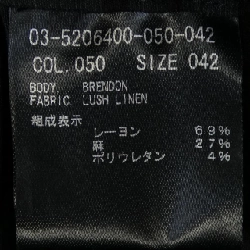 03-5206400-050-042
COL. 050 SIZE 042
BODY. BRENDON
FABRIC LUSH LINEN
組成表示
レーヨン 69%
麻 27%
ポリウレタン 4%